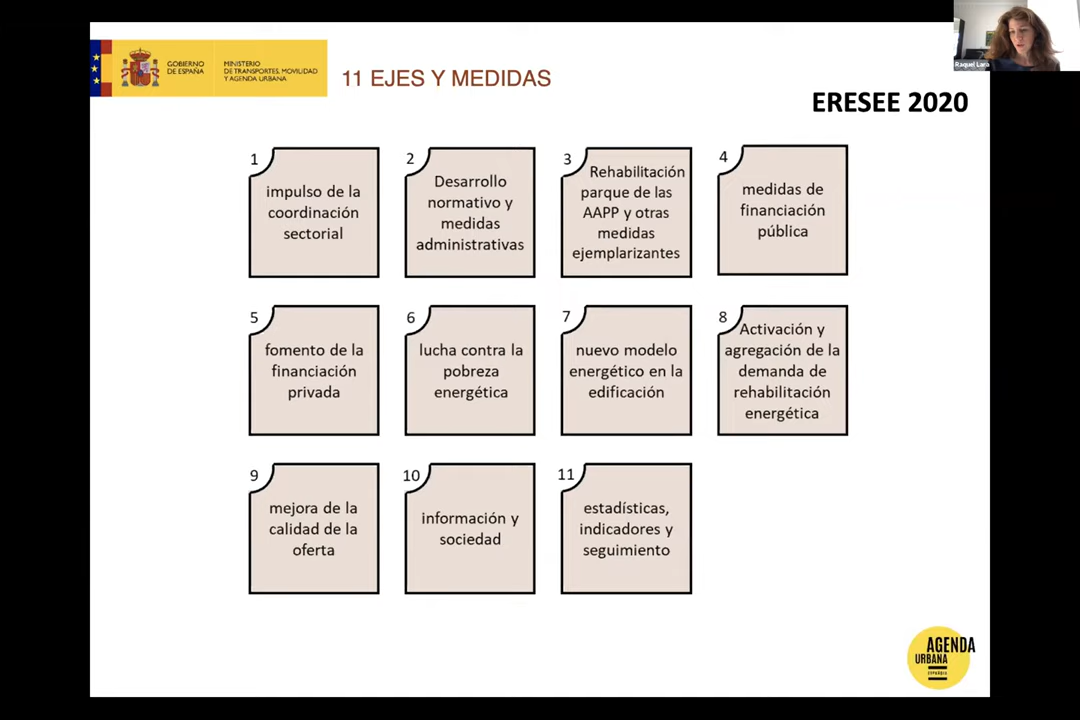 GOBIERNO
DE ESPAÑA
MINISTERIO
DE TRANSPORTES, MOVILIDAD
Y AGENDA URBANA
11 EJES Y MEDIDAS
Raquel Lara
ERESEE 2020
1
impulso de la
coordinación
sectorial
2
Desarrollo
normativo y
medidas
administrativas
3
Rehabilitación
parque de las
AAPP y otras
medidas
ejemplarizantes
4
medidas de
financiación
pública
5
fomento de la
financiación
privada
6
lucha contra la
pobreza
energética
7
nuevo modelo
energético en la
edificación
8
Activación y
agregación de la
demanda de
rehabilitación
energética
9
mejora de la
calidad de la
oferta
10
información y
sociedad
11
estadísticas,
indicadores y
seguimiento
AGENDA
URBANA
ESPAÑOLA